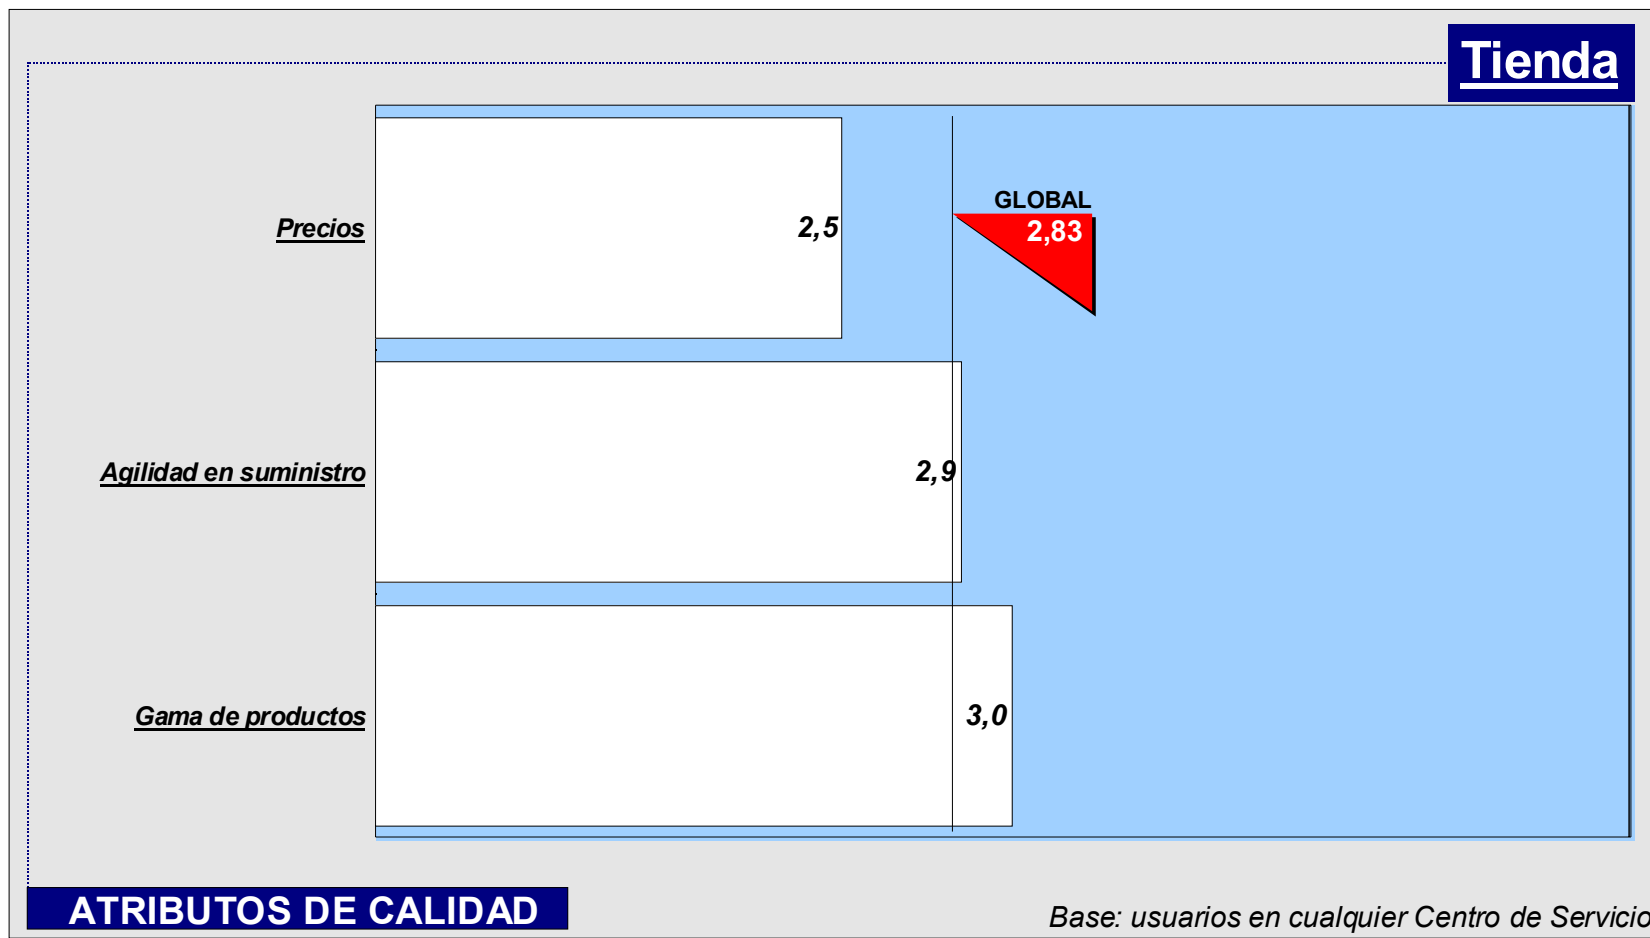 Tienda
Precios
2,5
GLOBAL
2,83
Agilidad en suministro
2,9
Gama de productos
3,0
ATRIBUTOS DE CALIDAD
Base: usuarios en cualquier Centro de Servicio